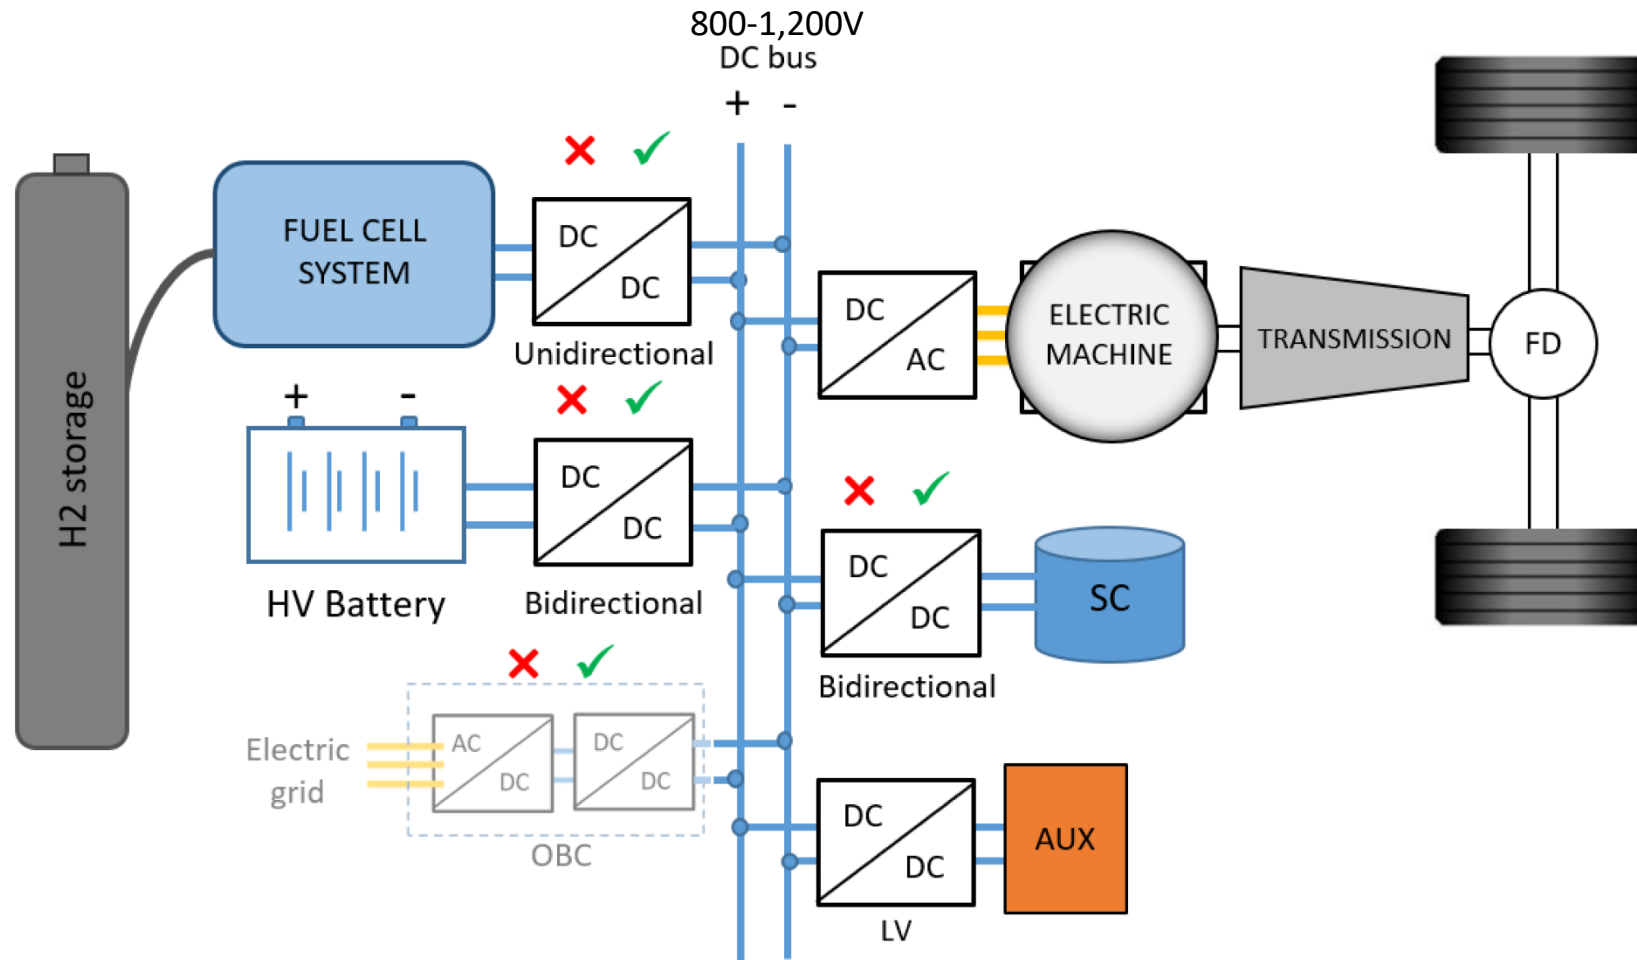 800-1,200V
DC bus
+ -
FUEL CELL
SYSTEM
DC
DC
Unidirectional
H2 storage
+ -
HV Battery
DC
DC
Bidirectional
Electric
grid
AC
DC
DC
DC
OBC
DC
AC
ELECTRIC
MACHINE
TRANSMISSION
FD
DC
DC
Bidirectional
SC
DC
DC
LV
AUX